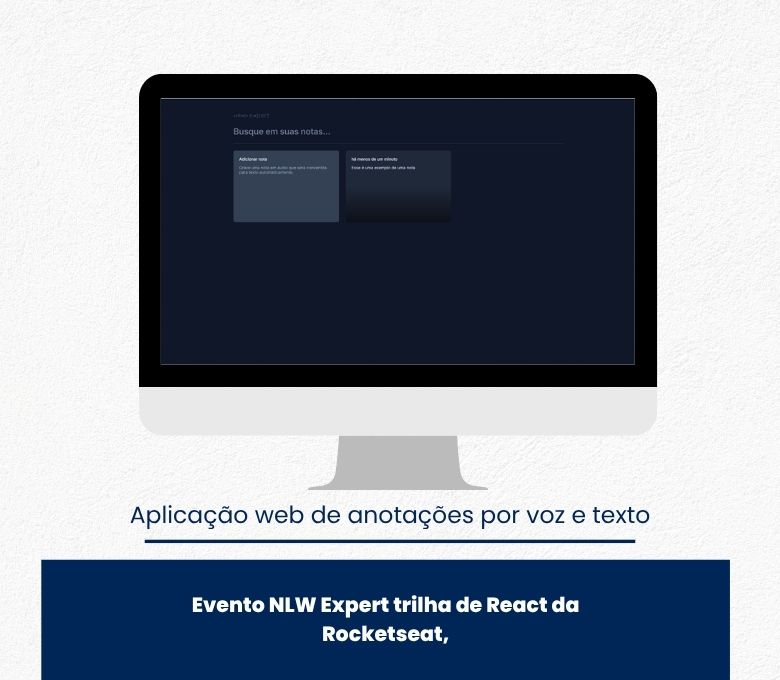 nlw expert
Busque em suas notas...
Adicionar nota
Grave uma nota em áudio que será convertida
para texto automaticamente.
há menos de um minuto
Esse é uma exemplo de uma nota
Aplicação web de anotações por voz e texto
Evento NLW Expert trilha de React da
Rocketseat,